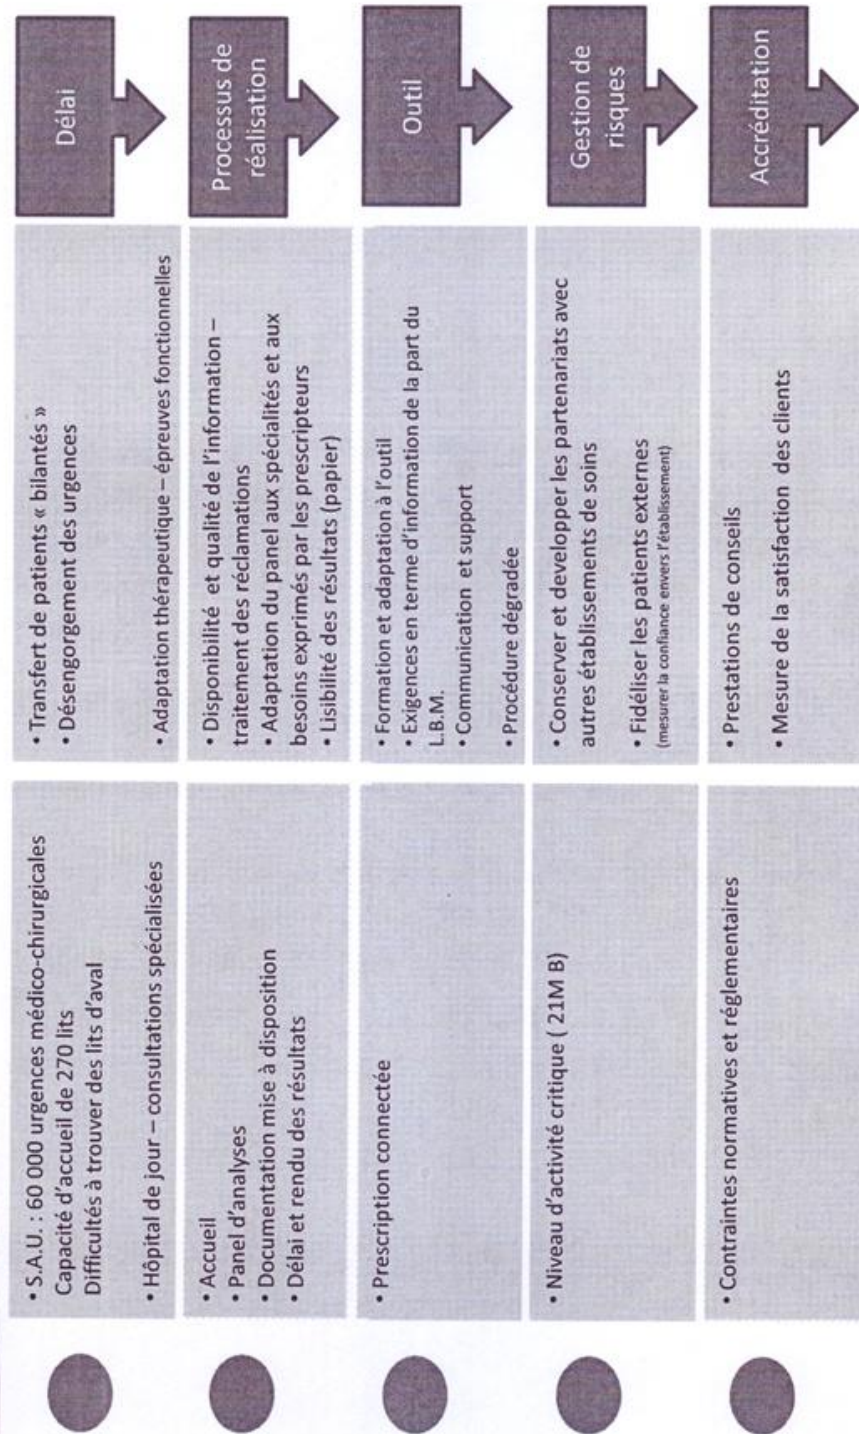 • S.A.U. : 60 000 urgences médico-chirurgicales
Capacité d'accueil de 270 lits
Difficultés à trouver des lits d'aval
• Hôpital de jour – consultations spécialisées
• Transfert de patients « bilantés »
• Désengorgement des urgences
• Adaptation thérapeutique – épreuves fonctionnelles
Délai
• Accueil
• Panel d'analyses
• Documentation mise à disposition
• Délai et rendu des résultats
• Disponibilité et qualité de l'information –
traitement des réclamations
• Adaptation du panel aux spécialités et aux
besoins exprimés par les prescripteurs
• Lisibilité des résultats (papier)
Processus de
réalisation
• Prescription connectée
• Formation et adaptation à l'outil
• Exigences en terme d'information de la part du
L.B.M.
• Communication et support
• Procédure dégradée
Outil
• Niveau d'activité critique ( 21M B)
• Conserver et developper les partenariats avec
autres établissements de soins
• Fidéliser les patients externes
(mesurer la confiance envers l'établissement)
Gestion de
risques
• Contraintes normatives et réglementaires
• Prestations de conseils
• Mesure de la satisfaction des clients
Accréditation